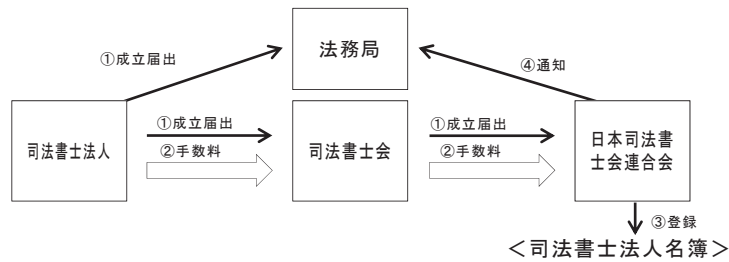 法務局
①成立届出
④通知
司法書士法人
①成立届出
②手数料
司法書士会
①成立届出
②手数料
日本司法書
士会連合会
③登録
＜司法書士法人名簿＞